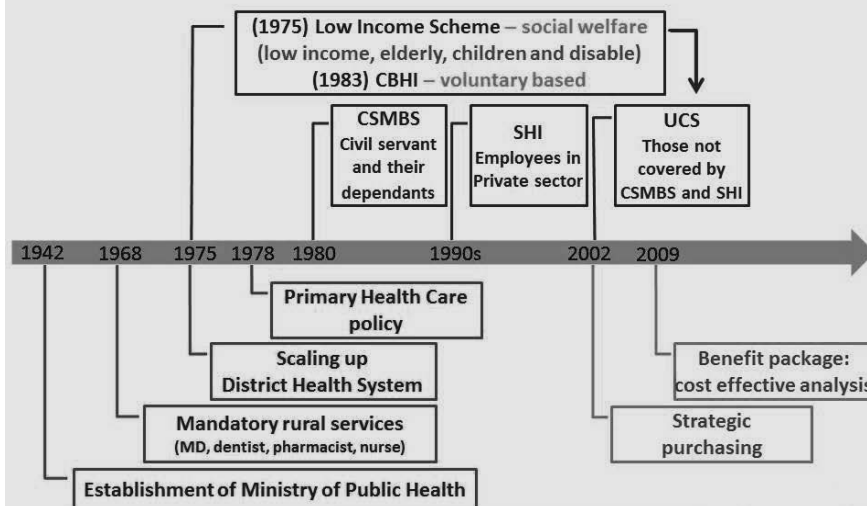 (1975) Low Income Scheme – social welfare
(low income, elderly, children and disable)
(1983) CBHI – voluntary based
CSMBS
Civil servant
and their
dependants
SHI
Employees in
Private sector
UCS
Those not
covered by
CSMBS and SHI
1942 1968 1975 1978 1980 1990s 2002 2009
Primary Health Care
policy
Scaling up
District Health System
Mandatory rural services
(MD, dentist, pharmacist, nurse)
Establishment of Ministry of Public Health
Benefit package:
cost effective analysis
Strategic
purchasing